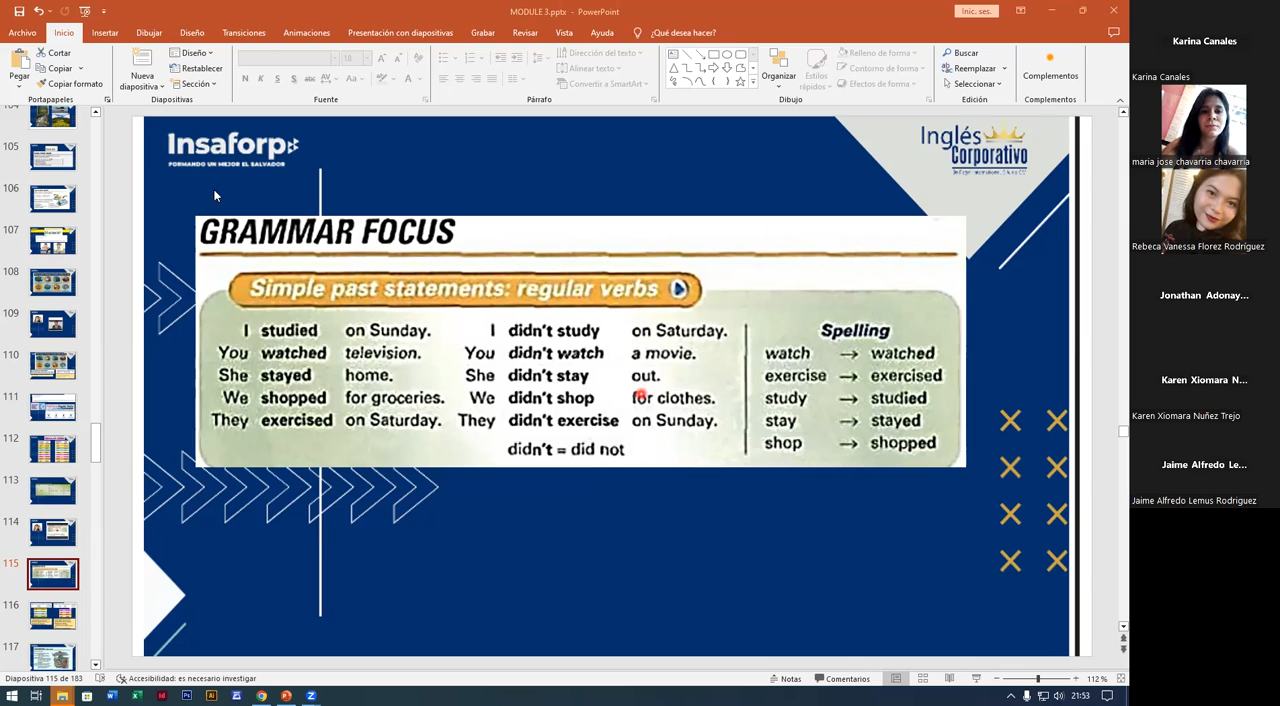 MODULE 3.pptx - PowerPoint
Inic. ses.
Archivo Inicio Insertar Dibujar Diseño Transiciones Animaciones Presentación con diapositivas Grabar Revisar Vista Ayuda ¿Qué desea hacer?
Pegar
Cortar
Copiar
Copiar formato
Portapapeles
Nueva diapositiva
Diseño
Restablecer
Sección
Diapositivas
18
N K S S abc AV Aa A
Fuente
Párrafo
Dirección del texto
Alinear texto
Convertir a SmartArt
Organizar
Estilos rápidos
Relleno de forma
Contorno de forma
Efectos de forma
Dibujo
Buscar
Reemplazar
Seleccionar
Edición
Complementos
Complementos
105
106
107
108
109
110
111
112
113
114
115
116
117
Insaforp
FORMANDO UN MEJOR EL SALVADOR
Inglés
Corporativo
GRAMMAR FOCUS
Simple past statements: regular verbs
I studied on Sunday.
You watched television.
She stayed home.
We shopped for groceries.
They exercised on Saturday.
I didn't study on Saturday.
You didn't watch a movie.
She didn't stay out.
We didn't shop for clothes.
They didn't exercise on Sunday.
didn't = did not
Spelling
watch → watched
exercise → exercised
study → studied
stay → stayed
shop → shopped
Karina Canales
Karina Canales
maria jose chavarria chavarria
Rebeca Vanessa Florez Rodríguez
Jonathan Adonay...
Karen Xiomara N...
Karen Xiomara Nuñez Trejo
Jaime Alfredo Le...
Jaime Alfredo Lemus Rodriguez
Diapositiva 115 de 183
Accesibilidad: es necesario investigar
Notas
Comentarios
112 %
21:53